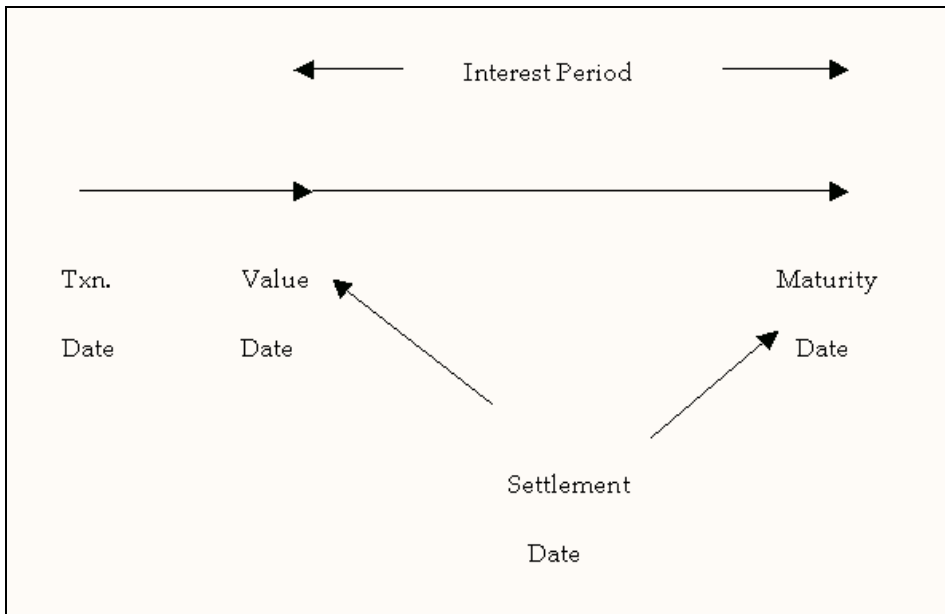 Interest Period
Txn. Value Maturity
Date Date Date
Settlement
Date